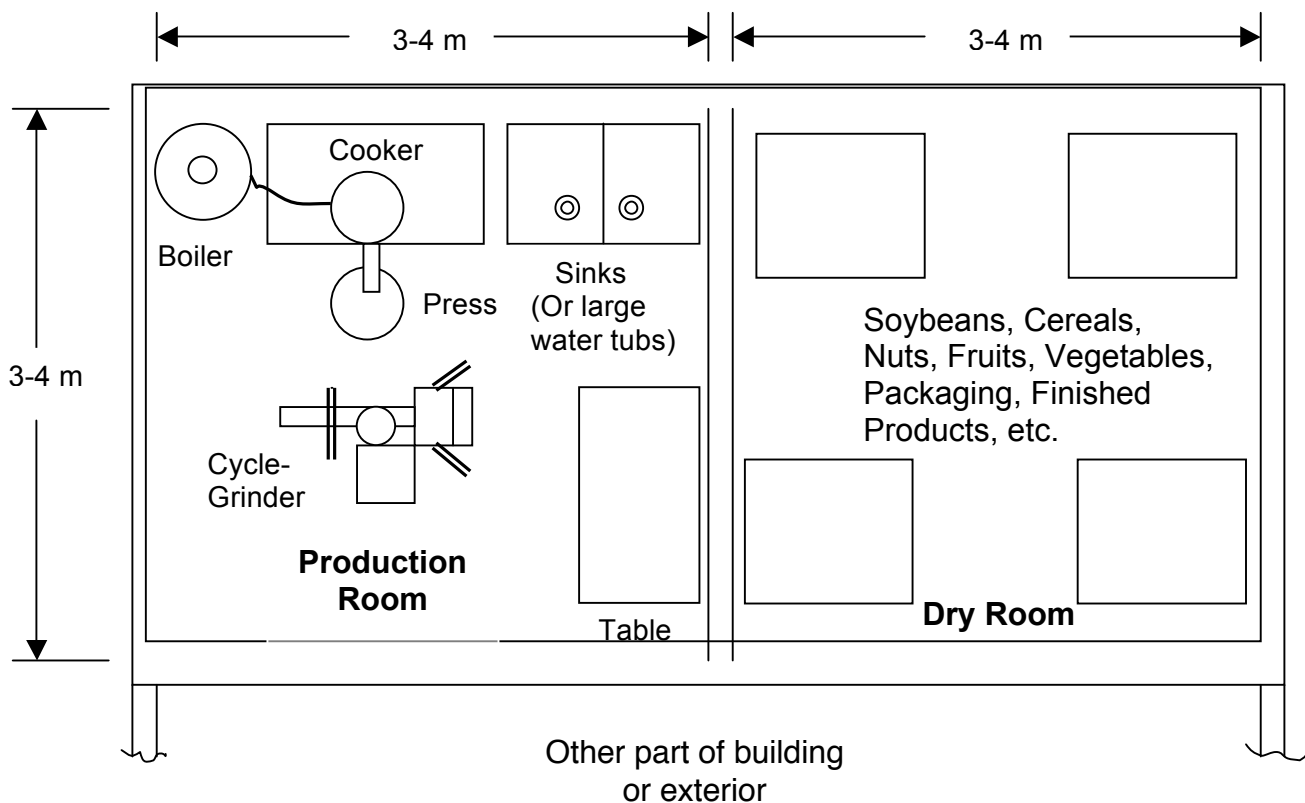 3-4 m
3-4 m
Cooker
Boiler
Press
Sinks
(Or large
water tubs)
Soybeans, Cereals,
Nuts, Fruits, Vegetables,
Packaging, Finished
Products, etc.
3-4 m
Cycle-
Grinder
Production
Room
Table
Dry Room
Other part of building
or exterior